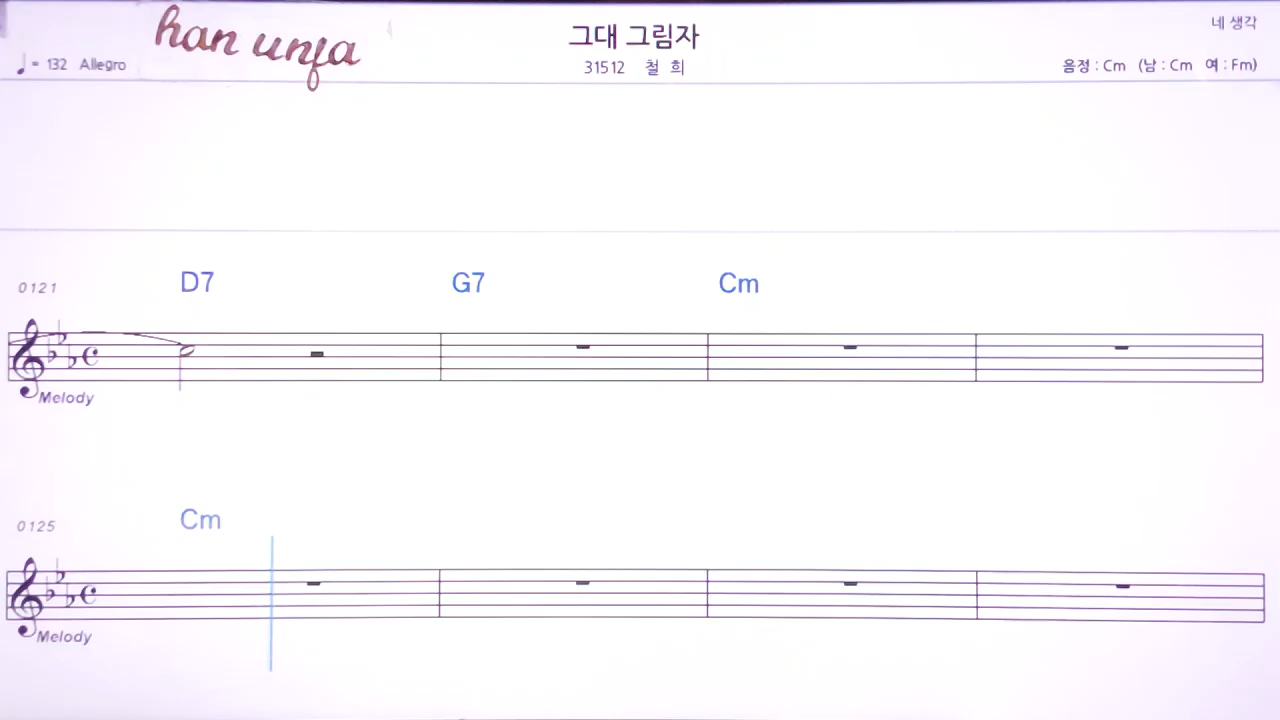 han unfa
그대 그림자
네 생각
♩= 132 Allegro
31512 철 희
음정 : Cm (남 : Cm 여 : Fm)
0121 D7 G7 Cm
Melody
0125 Cm
Melody